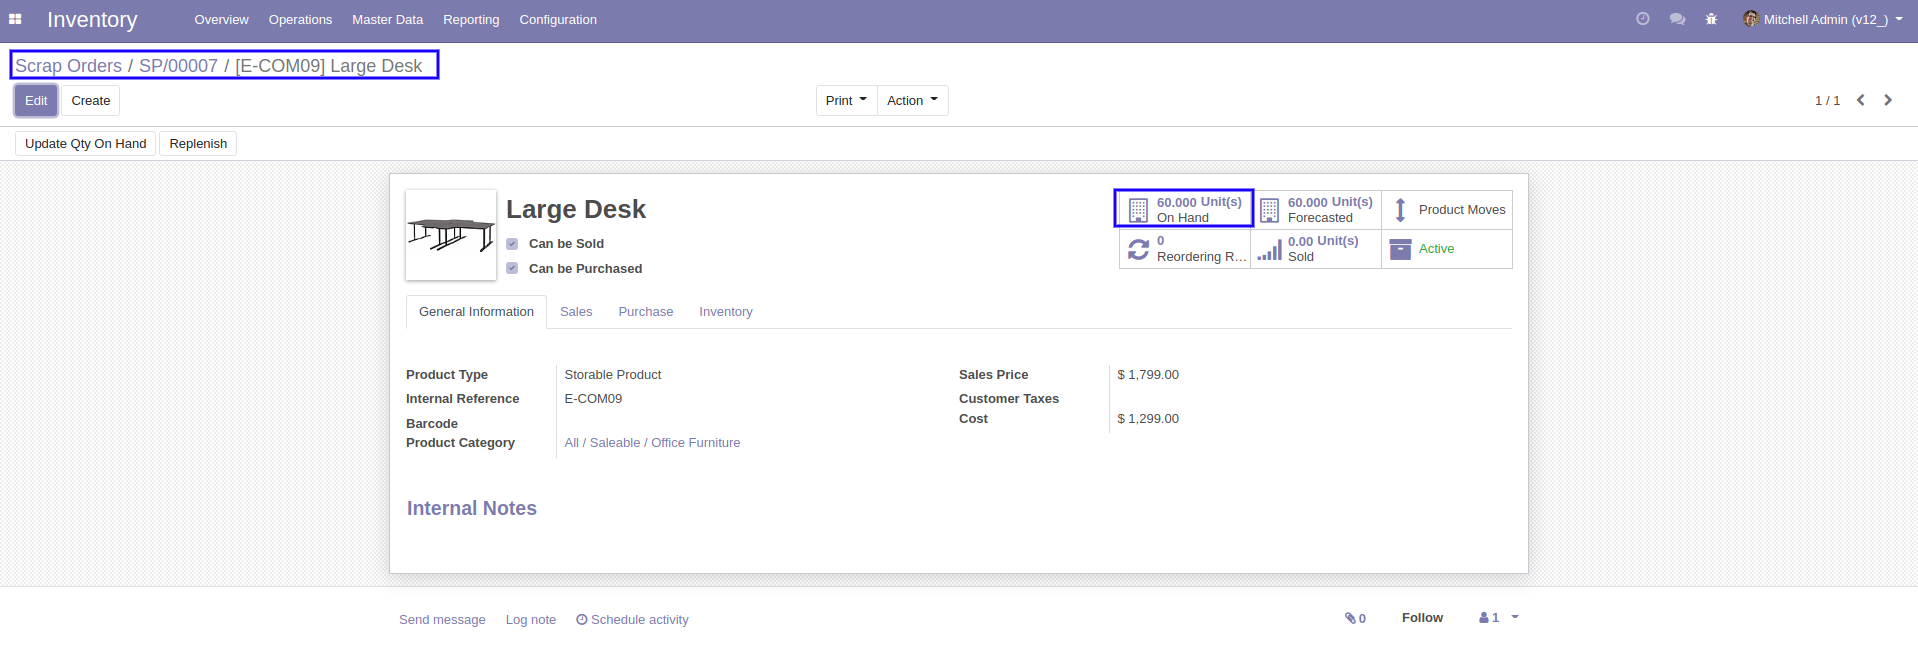 Inventory Overview Operations Master Data Reporting Configuration Mitchell Admin (v12_)
Scrap Orders / SP/00007 / [E-COM09] Large Desk
Edit Create Print Action 1 / 1
Update Qty On Hand Replenish
Large Desk
Can be Sold
Can be Purchased
60.000 Unit(s)
On Hand
60.000 Unit(s)
Forecasted
Product Moves
0
Reordering R...
0.00 Unit(s)
Sold
Active
General Information Sales Purchase Inventory
Product Type Storable Product
Internal Reference E-COM09
Barcode
Product Category All / Saleable / Office Furniture
Sales Price $ 1,799.00
Customer Taxes
Cost $ 1,299.00
Internal Notes
Send message Log note Schedule activity 0 Follow 1